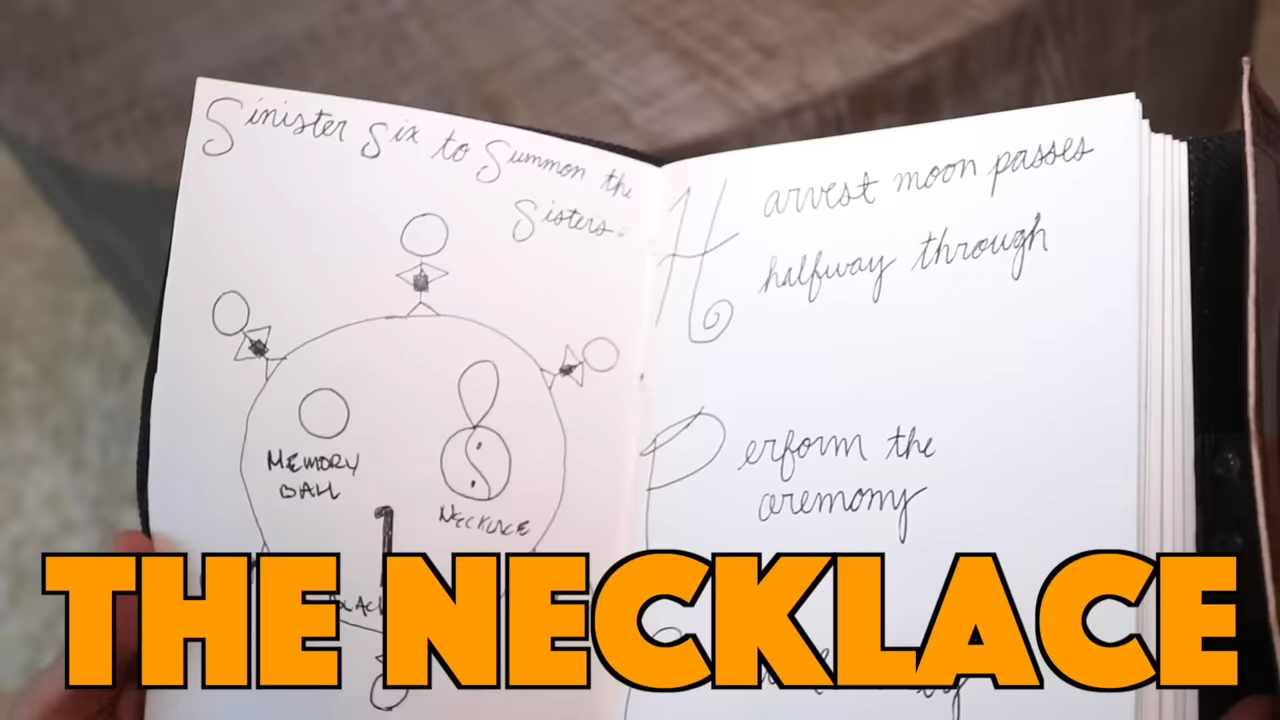 Sinister Six to Summon the
Sisters.
MEMORY
BALL
NECKLACE
Harvest moon passes
halfway through
Perform the
ceremony
THE NECKLACE